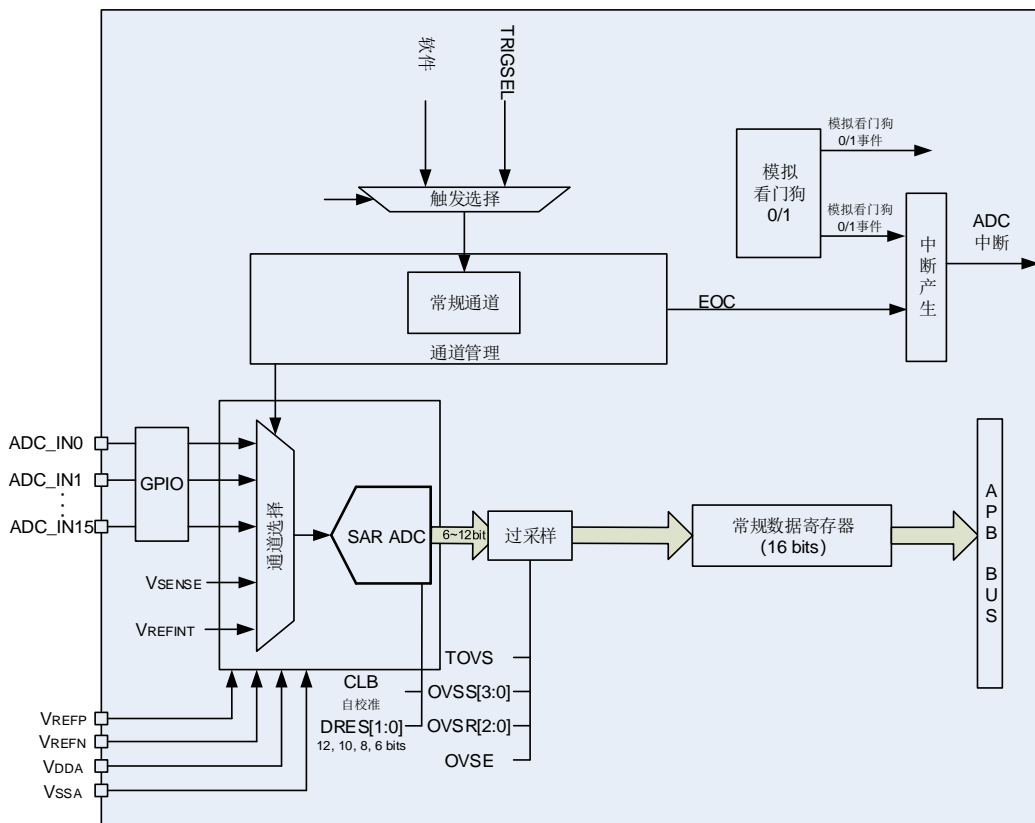 软件
TRIGSEL
触发选择
模拟看门狗
0/1事件
模拟
看门狗
0/1
模拟看门狗
0/1事件
中断产生
ADC
中断
常规通道
通道管理
EOC
ADC_IN0
ADC_IN1
ADC_IN15
GPIO
通道选择
VSENSE
VREFINT
SAR ADC
6~12bit
过采样
常规数据寄存器
(16 bits)
APB BUS
CLB
自校准
DRES[1:0]
12, 10, 8, 6 bits
TOVS
OVSS[3:0]
OVSR[2:0]
OVSE
VREFP
VREFN
VDDA
VSSA